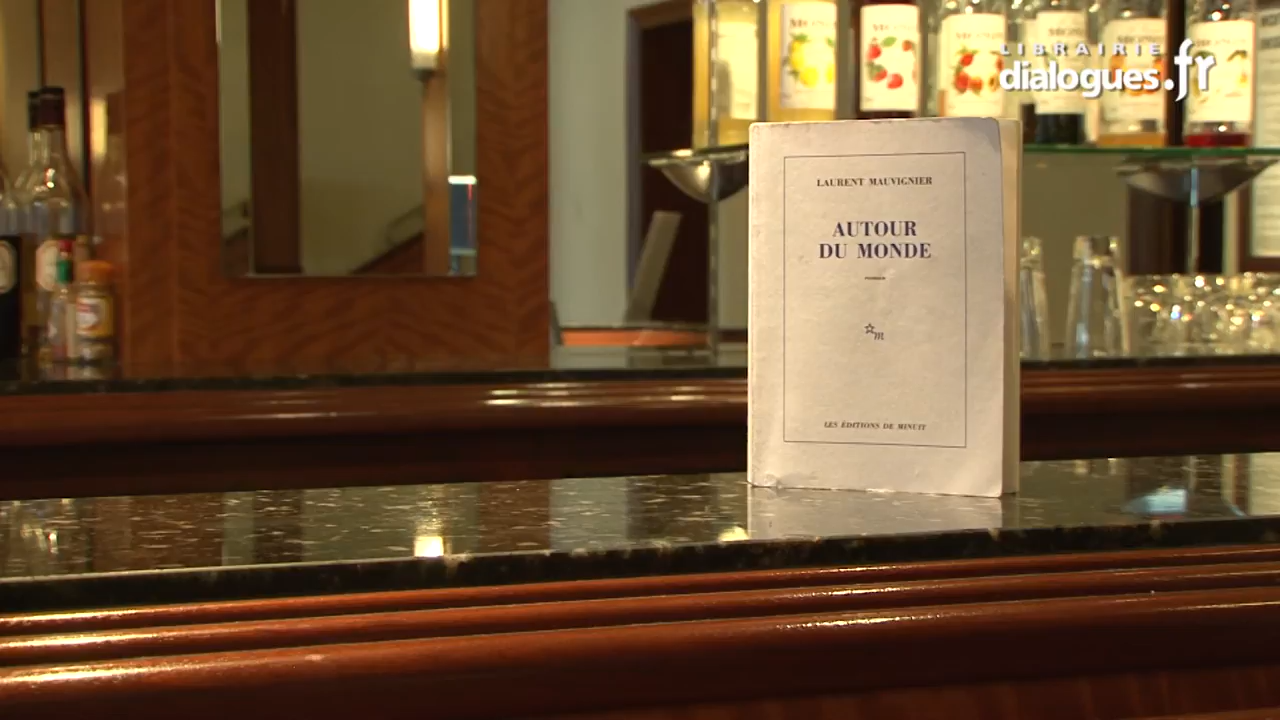 LIBRAIRIE
dialogues.fr
LAURENT MAUVIGNIER
AUTOUR
DU MONDE
m
LES ÉDITIONS DE MINUIT